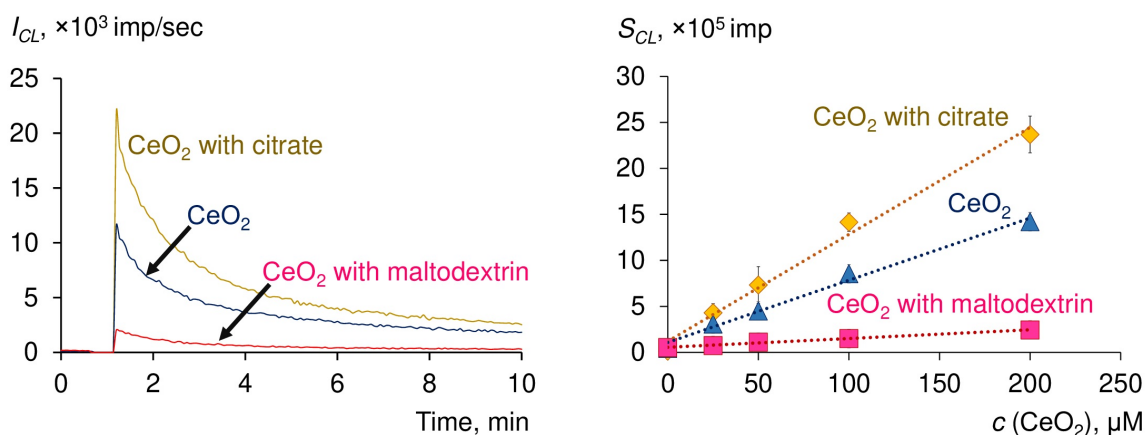 I_CL, ×10³ imp/sec
25
20
15
10
5
0
CeO₂ with citrate
CeO₂
CeO₂ with maltodextrin
0 2 4 6 8 10
Time, min
S_CL, ×10⁵ imp
30
25
20
15
10
5
0
CeO₂ with citrate
CeO₂
CeO₂ with maltodextrin
0 50 100 150 200 250
c (CeO₂), µM